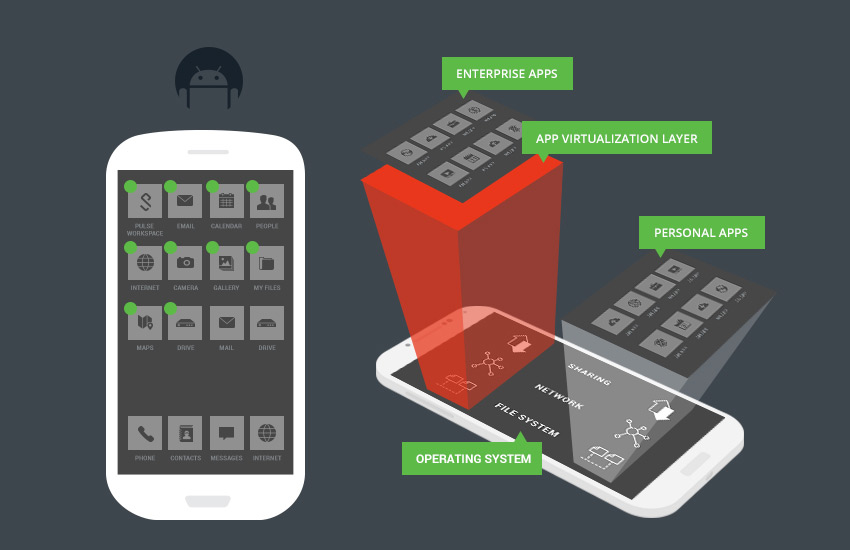 ENTERPRISE APPS
APP VIRTUALIZATION LAYER
PERSONAL APPS
PULSE
WORKSPACE
EMAIL
CALENDAR
PEOPLE
INTERNET
CAMERA
GALLERY
MY FILES
MAPS
DRIVE
MAIL
DRIVE
PHONE
CONTACTS
MESSAGES
INTERNET
SHARING
NETWORK
FILE SYSTEM
OPERATING SYSTEM